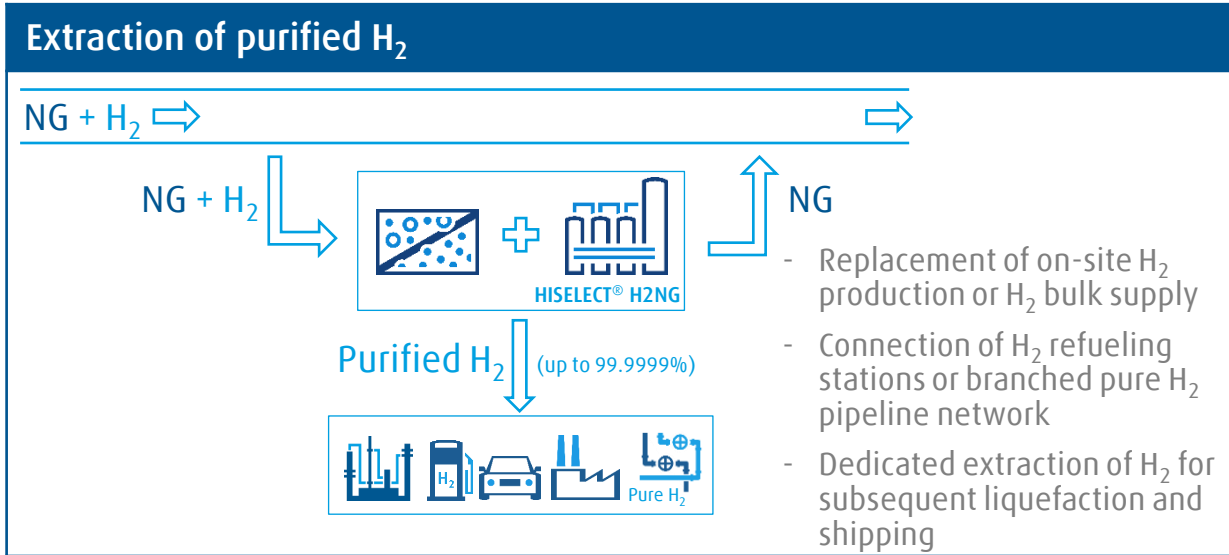 Extraction of purified H₂
NG + H₂
NG + H₂
NG
HISELECT® H2NG
Purified H₂ (up to 99.9999%)
H₂
Pure H₂
- Replacement of on-site H₂
production or H₂ bulk supply
- Connection of H₂ refueling
stations or branched pure H₂
pipeline network
- Dedicated extraction of H₂ for
subsequent liquefaction and
shipping